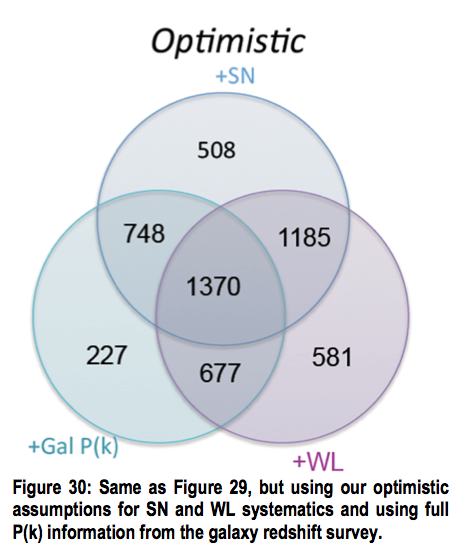 Optimistic
+SN
508
748
1185
1370
227
677
581
+Gal P(k)
+WL
Figure 30: Same as Figure 29, but using our optimistic
assumptions for SN and WL systematics and using full
P(k) information from the galaxy redshift survey.